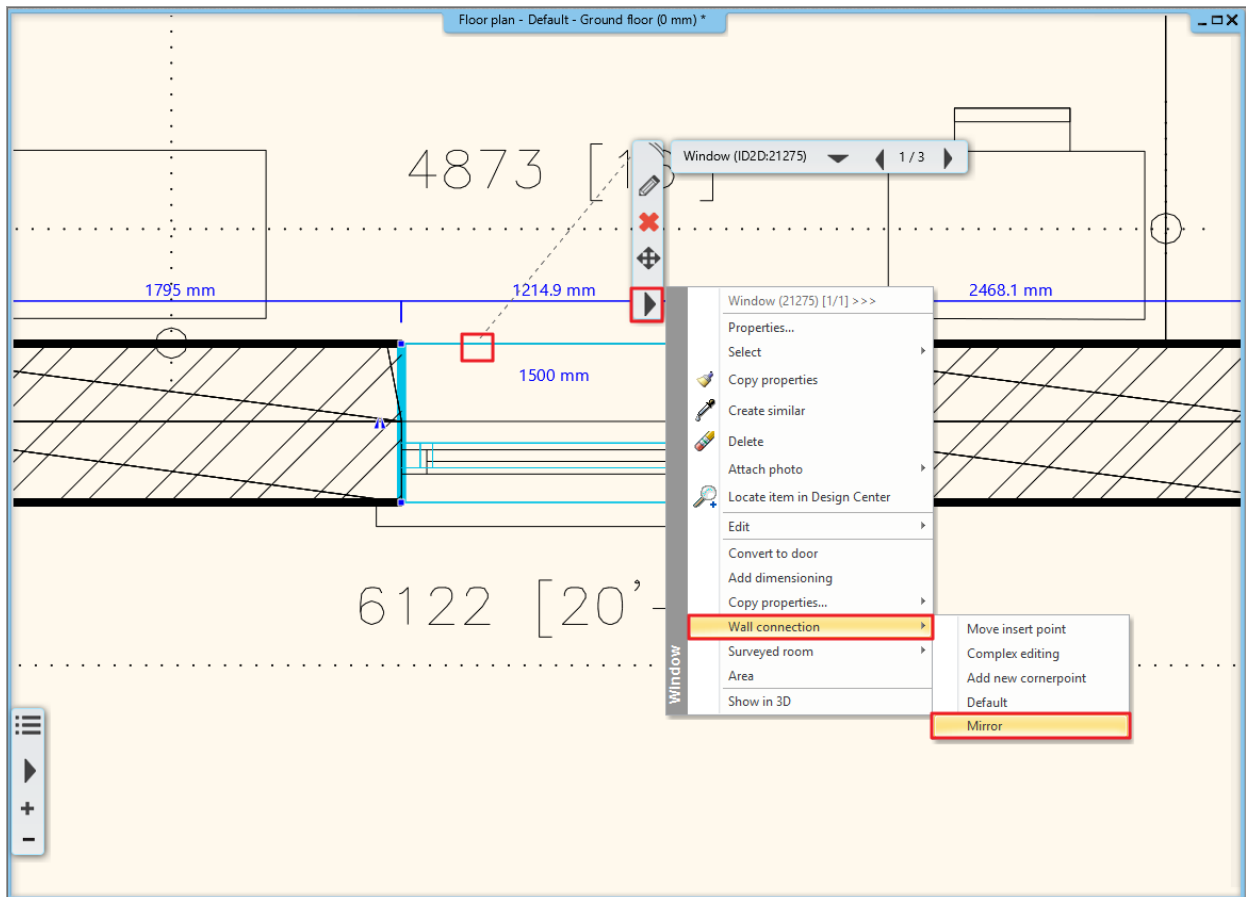 Floor plan - Default - Ground floor (0 mm) *
4873 [16']
Window (ID2D:21275)
1 / 3
1795 mm
1214.9 mm
2468.1 mm
1500 mm
Window (21275) [1/1] >>>
Properties...
Select
Copy properties
Create similar
Delete
Attach photo
Locate item in Design Center
Edit
Convert to door
Add dimensioning
Copy properties...
Wall connection
Surveyed room
Area
Show in 3D
Window
Move insert point
Complex editing
Add new cornerpoint
Default
Mirror
6122 [20'-